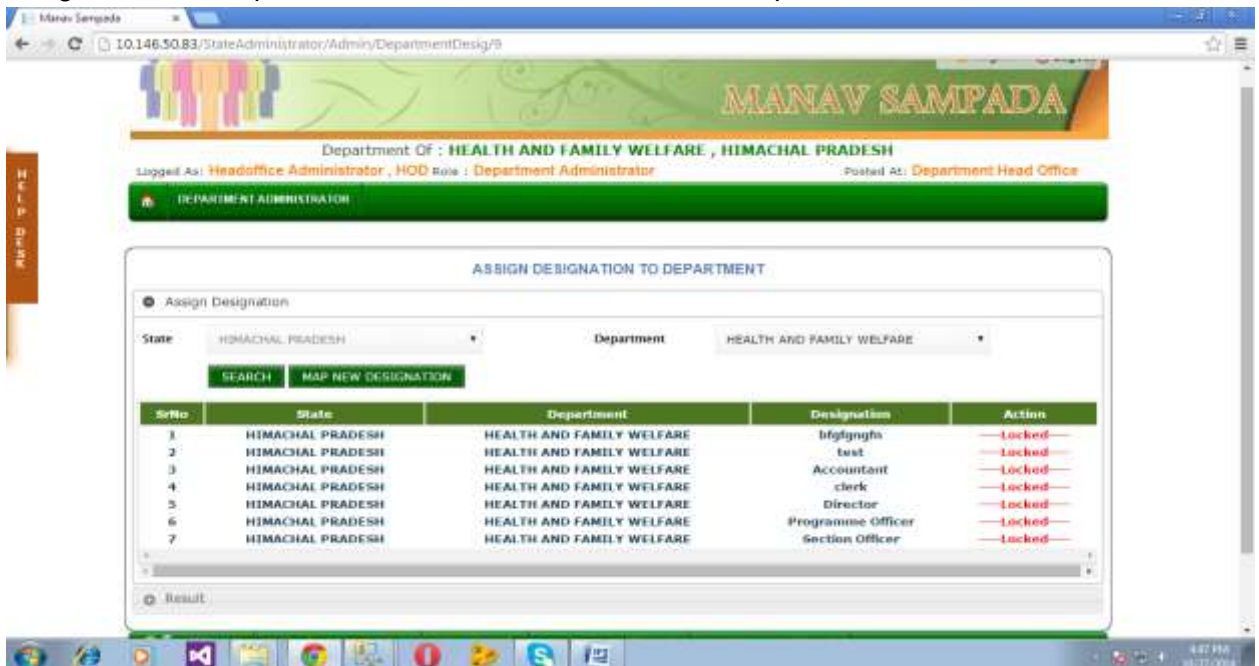 Manav Sampada
10.146.50.83/StateAdministrator/Admin/DepartmentDesig/9
MANAV SAMPADA
Department Of : HEALTH AND FAMILY WELFARE , HIMACHAL PRADESH
Logged As: Headoffice Administrator , HOD Role : Department Administrator Posted At: Department Head Office
HELP DESK
DEPARTMENT ADMINISTRATOR
ASSIGN DESIGNATION TO DEPARTMENT
Assign Designation
State HIMACHAL PRADESH Department HEALTH AND FAMILY WELFARE
SEARCH MAP NEW DESIGNATION
SrNo State Department Designation Action
1 HIMACHAL PRADESH HEALTH AND FAMILY WELFARE ----Locked----
2 HIMACHAL PRADESH HEALTH AND FAMILY WELFARE test ----Locked----
3 HIMACHAL PRADESH HEALTH AND FAMILY WELFARE Accountant ----Locked----
4 HIMACHAL PRADESH HEALTH AND FAMILY WELFARE clerk ----Locked----
5 HIMACHAL PRADESH HEALTH AND FAMILY WELFARE Director ----Locked----
6 HIMACHAL PRADESH HEALTH AND FAMILY WELFARE Programme Officer ----Locked----
7 HIMACHAL PRADESH HEALTH AND FAMILY WELFARE Section Officer ----Locked----
Result
4:47 PM